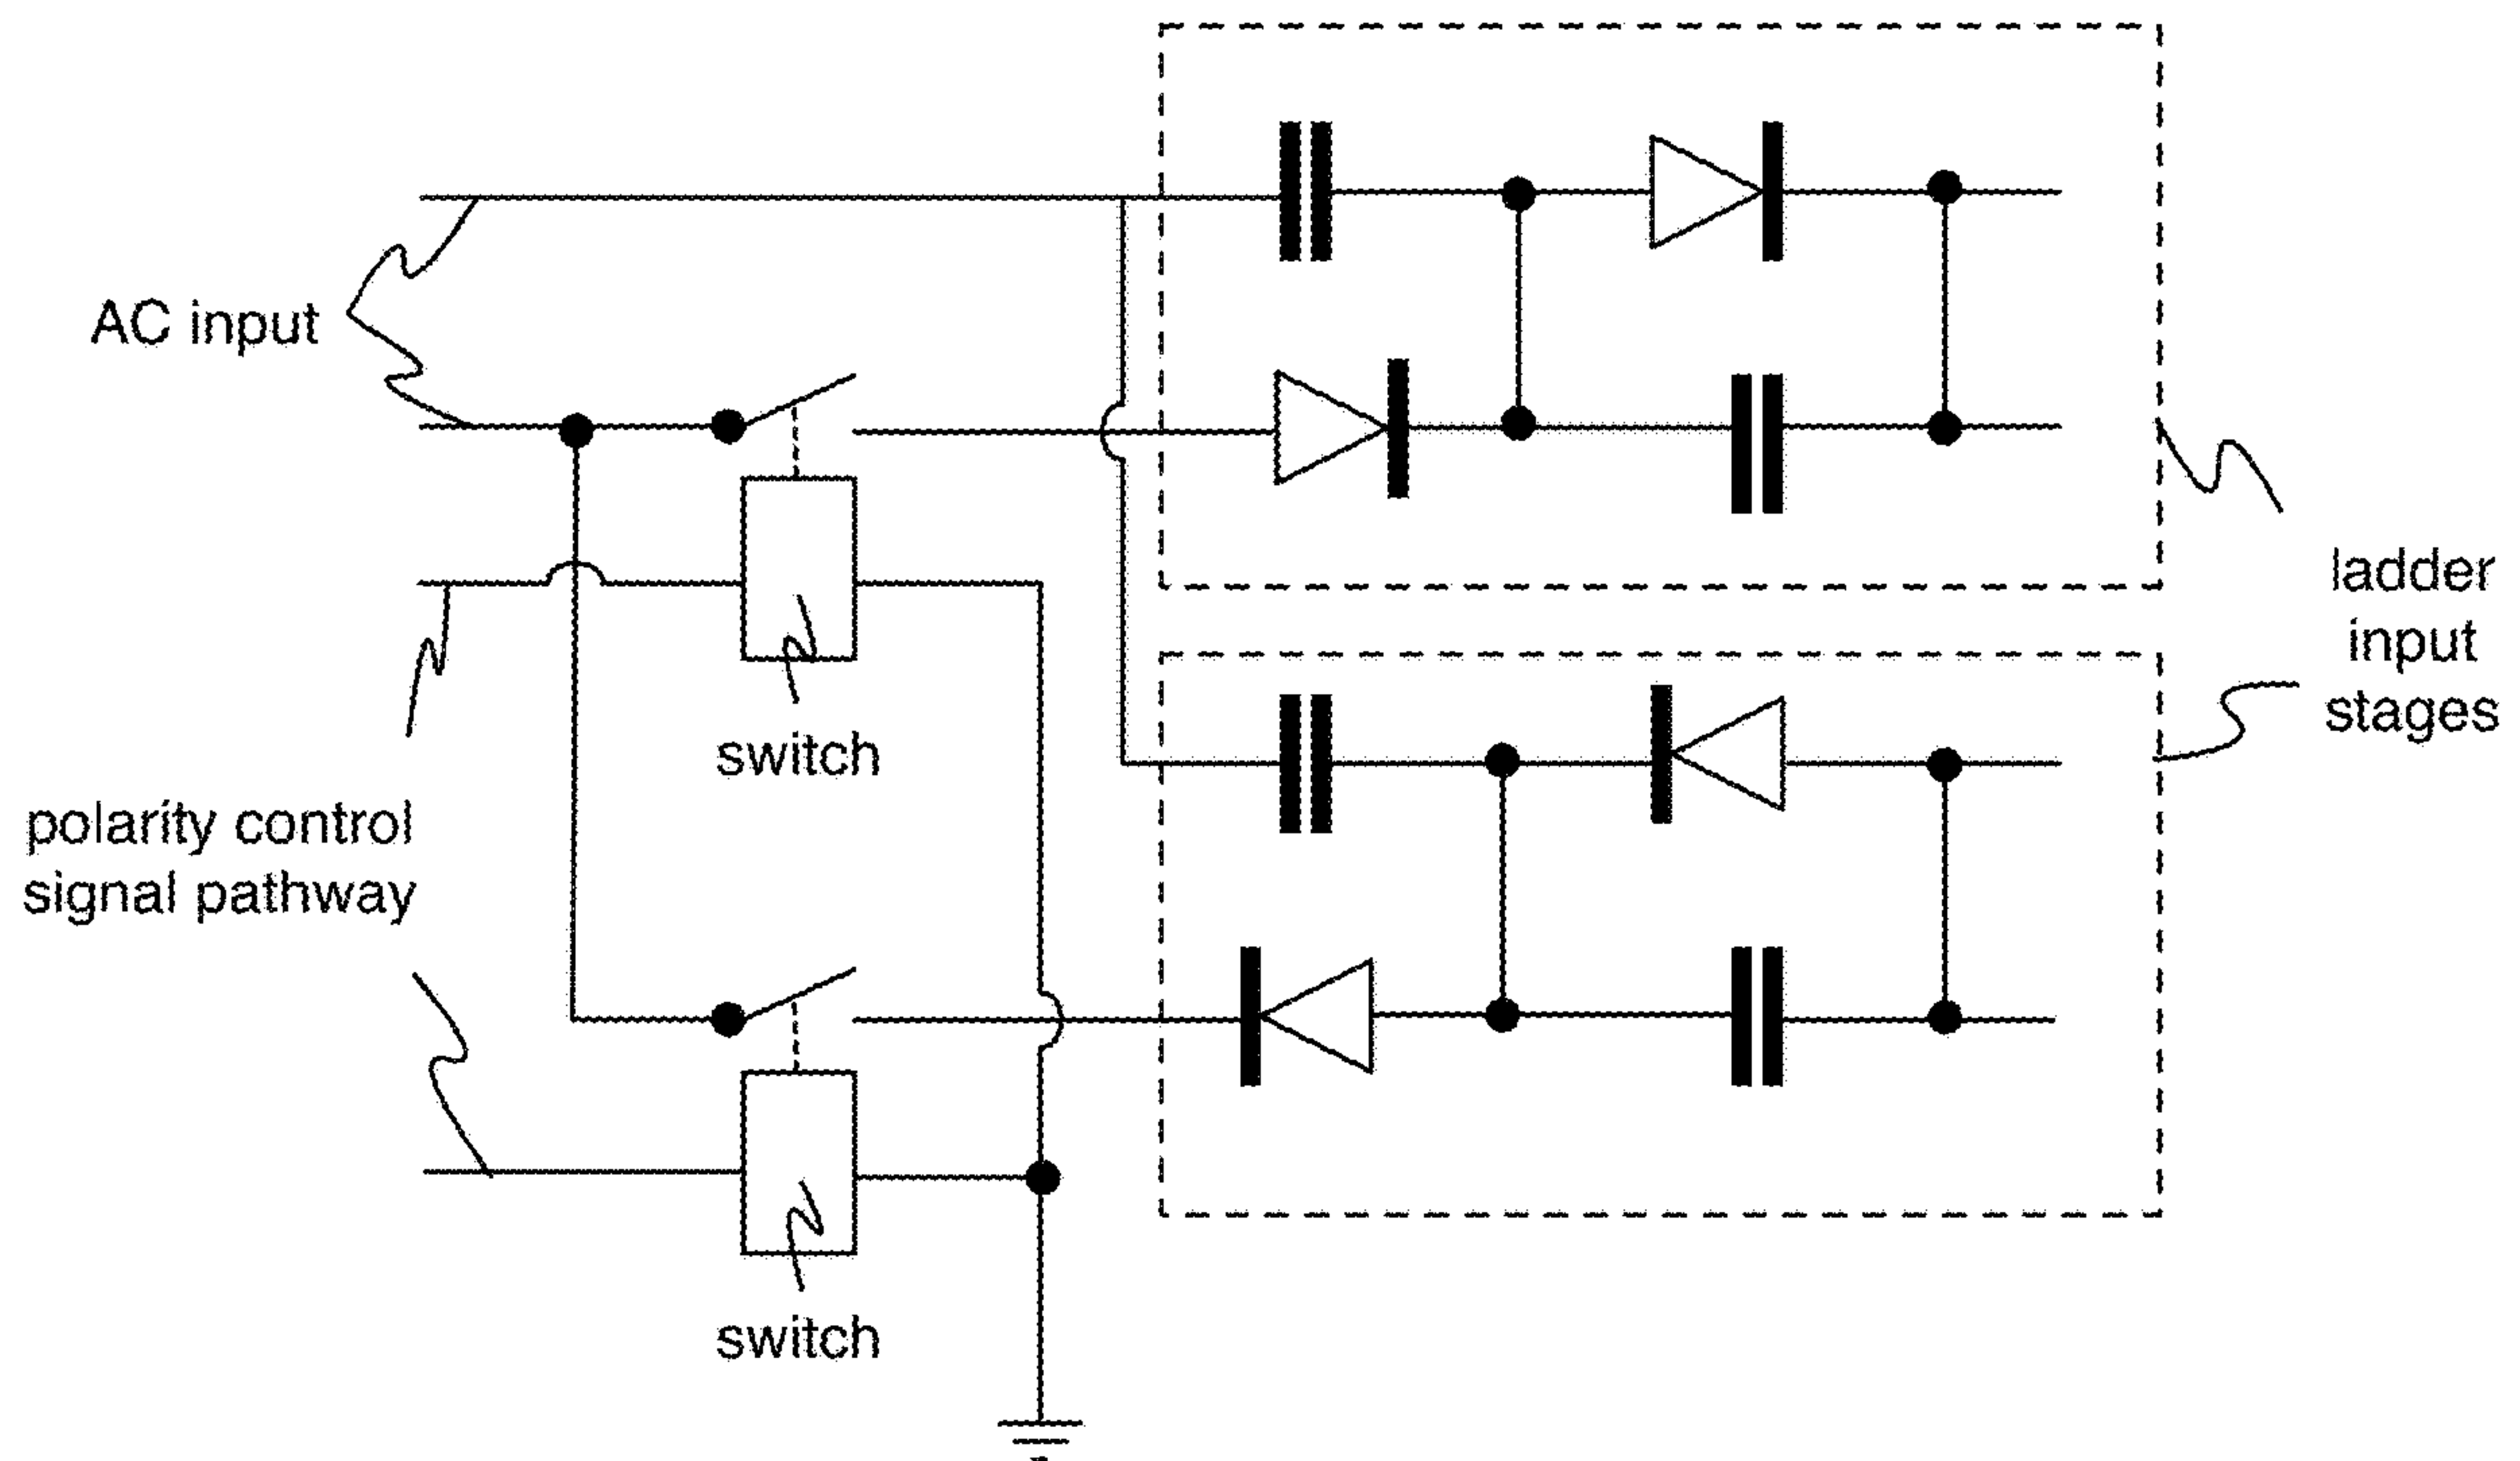 AC input
ladder
input
stages
switch
polarity control
signal pathway
switch